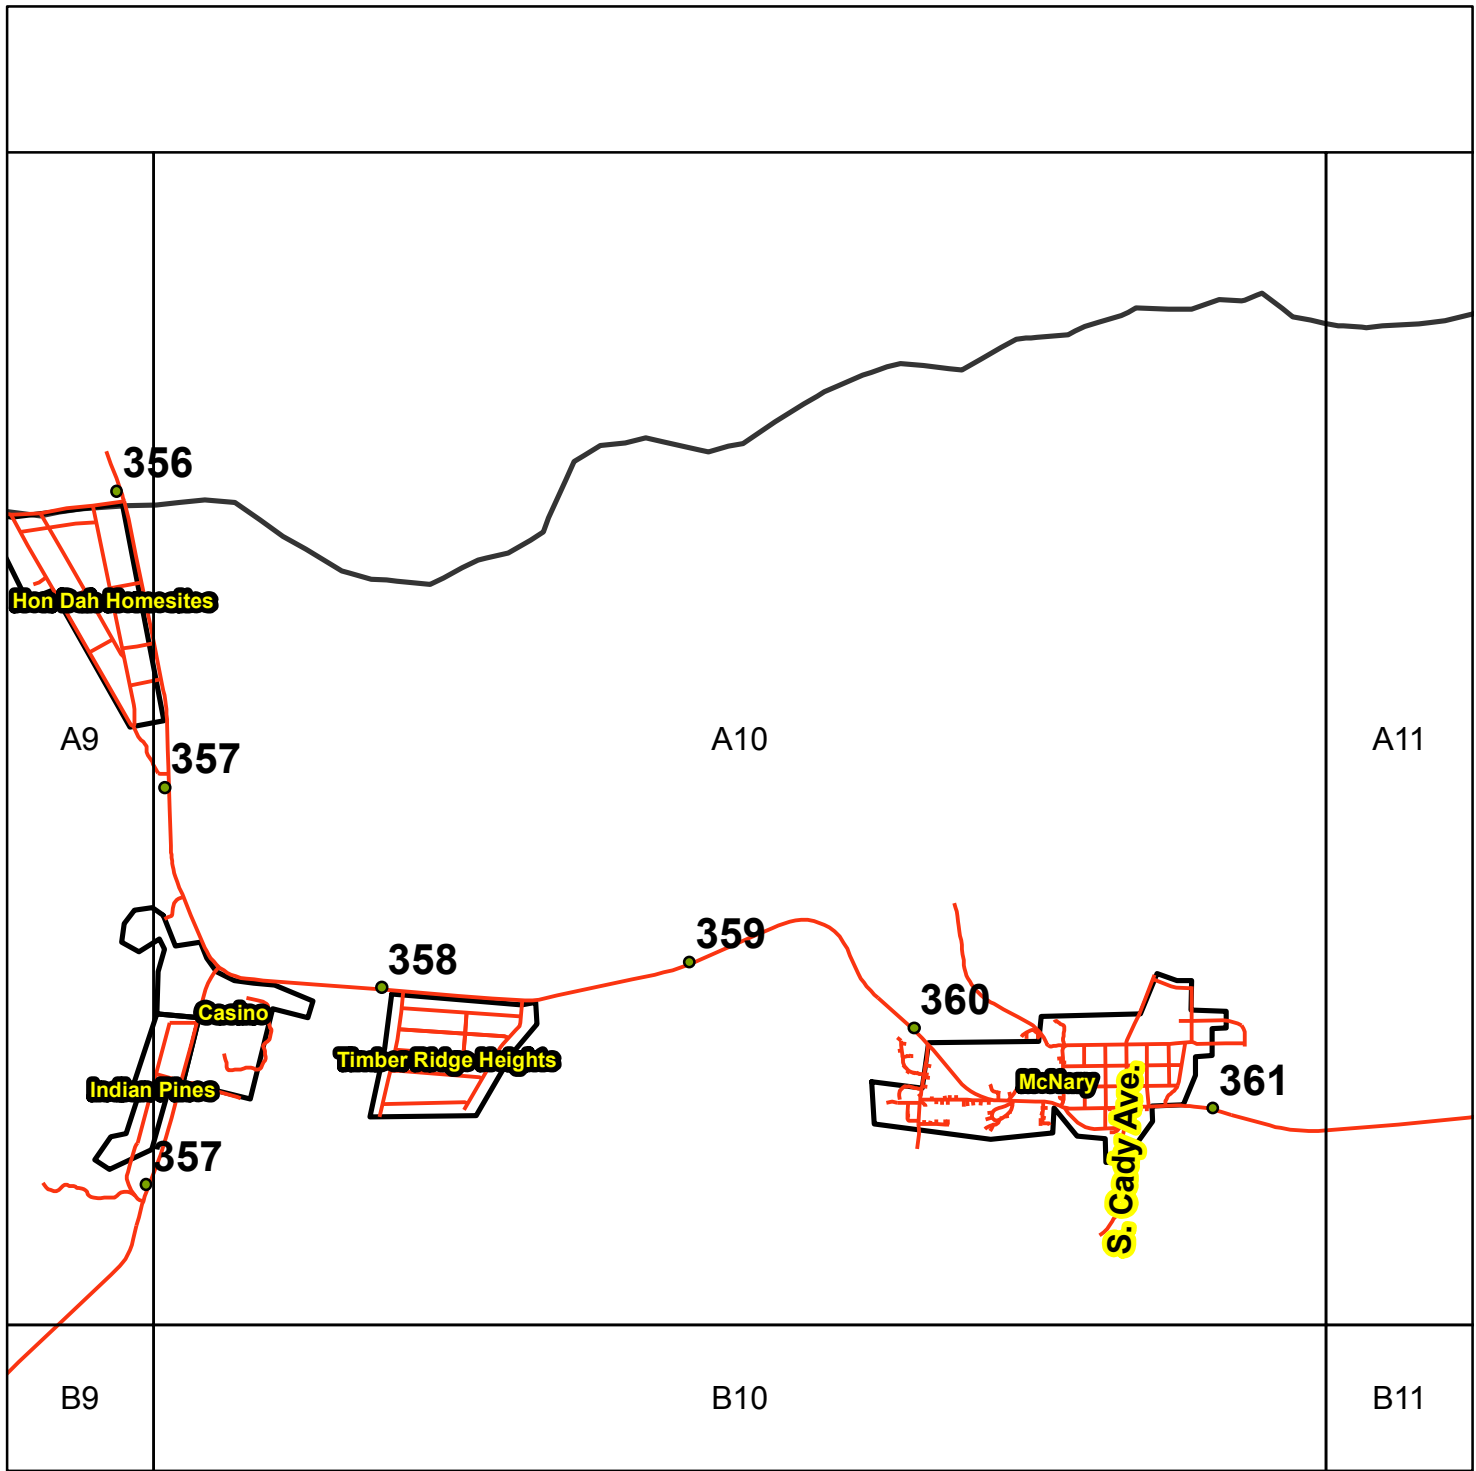 356
Hon Dah Homesites
A9
A10
A11
357
359
358
360
Casino
Timber Ridge Heights
McNary
361
Indian Pines
S. Cady Ave.
357
B9
B10
B11